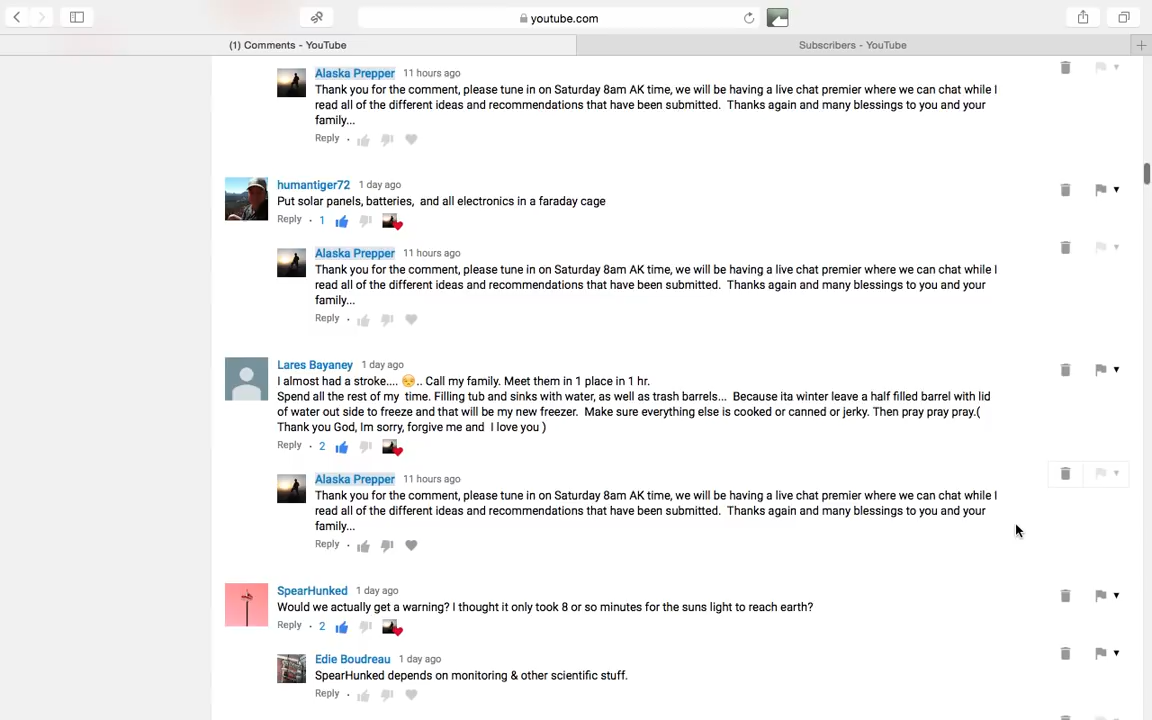 youtube.com
(1) Comments - YouTube
Subscribers - YouTube
Alaska Prepper 11 hours ago
Thank you for the comment, please tune in on Saturday 8am AK time, we will be having a live chat premier where we can chat while I
read all of the different ideas and recommendations that have been submitted. Thanks again and many blessings to you and your
family...
Reply
humantiger72 1 day ago
Put solar panels, batteries, and all electronics in a faraday cage
Reply · 1
Alaska Prepper 11 hours ago
Thank you for the comment, please tune in on Saturday 8am AK time, we will be having a live chat premier where we can chat while I
read all of the different ideas and recommendations that have been submitted. Thanks again and many blessings to you and your
family...
Reply
Lares Bayaney 1 day ago
I almost had a stroke.... 😔.. Call my family. Meet them in 1 place in 1 hr.
Spend all the rest of my time. Filling tub and sinks with water, as well as trash barrels... Because ita winter leave a half filled barrel with lid
of water out side to freeze and that will be my new freezer. Make sure everything else is cooked or canned or jerky. Then pray pray pray.(
Thank you God, Im sorry, forgive me and I love you )
Reply · 2
Alaska Prepper 11 hours ago
Thank you for the comment, please tune in on Saturday 8am AK time, we will be having a live chat premier where we can chat while I
read all of the different ideas and recommendations that have been submitted. Thanks again and many blessings to you and your
family...
Reply
SpearHunked 1 day ago
Would we actually get a warning? I thought it only took 8 or so minutes for the suns light to reach earth?
Reply · 2
Edie Boudreau 1 day ago
SpearHunked depends on monitoring & other scientific stuff.
Reply